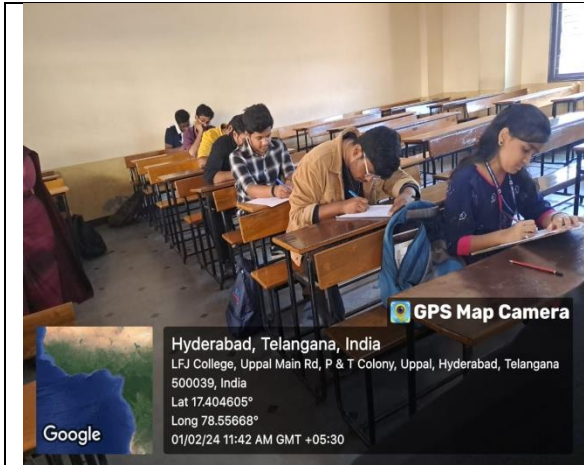 GPS Map Camera
Hyderabad, Telangana, India
LFJ College, Uppal Main Rd, P & T Colony, Uppal, Hyderabad, Telangana
500039, India
Lat 17.404605°
Long 78.55668°
01/02/24 11:42 AM GMT +05:30
Google